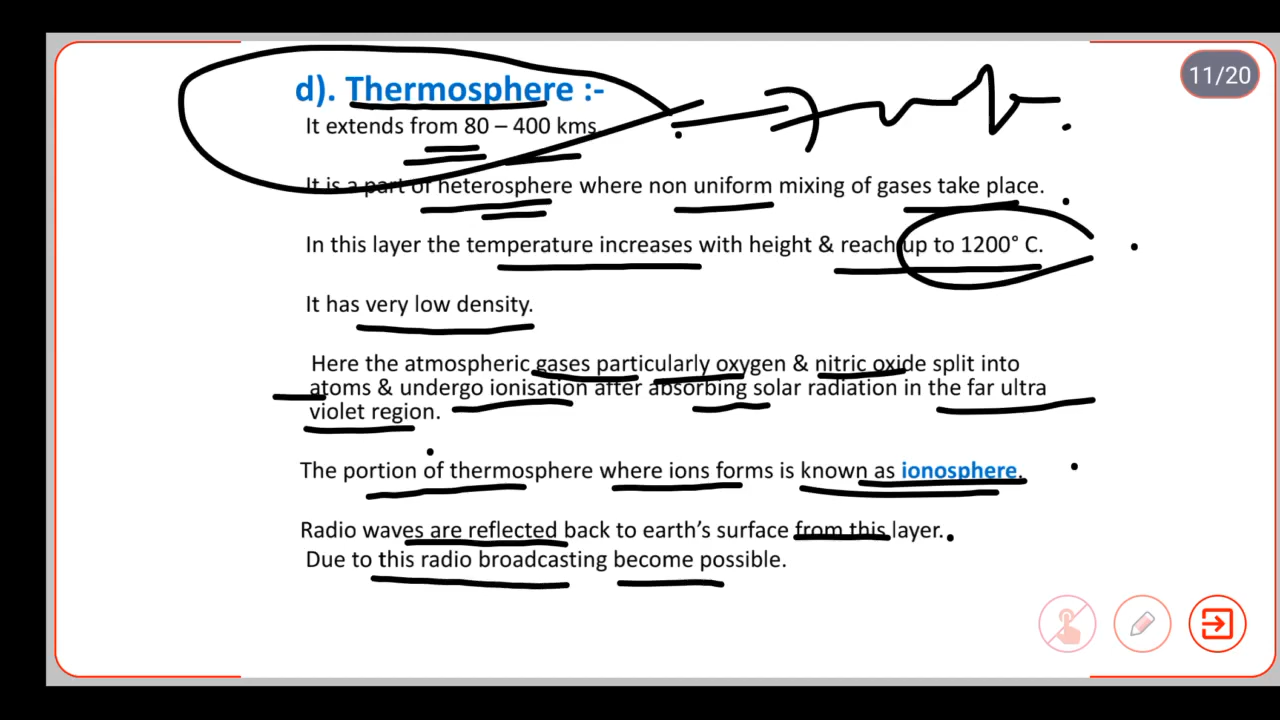 11/20
d). Thermosphere :-
It extends from 80 – 400 kms.
It is a part of heterosphere where non uniform mixing of gases take place.
In this layer the temperature increases with height & reach up to 1200° C.
It has very low density.
Here the atmospheric gases particularly oxygen & nitric oxide split into
atoms & undergo ionisation after absorbing solar radiation in the far ultra
violet region.
The portion of thermosphere where ions forms is known as ionosphere.
Radio waves are reflected back to earth's surface from this layer.
Due to this radio broadcasting become possible.